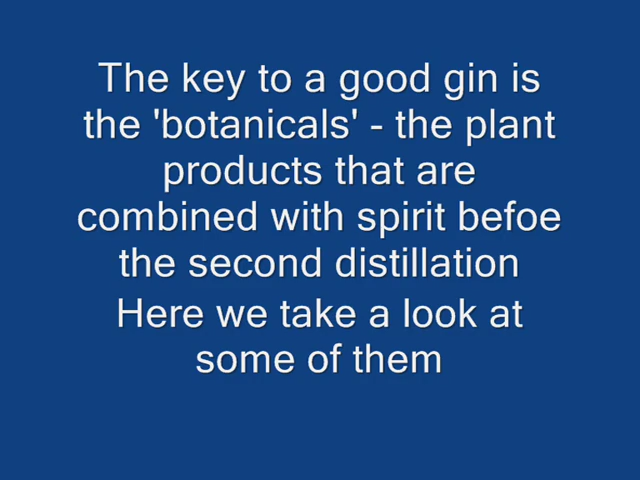 The key to a good gin is
the 'botanicals' - the plant
products that are
combined with spirit befoe
the second distillation
Here we take a look at
some of them